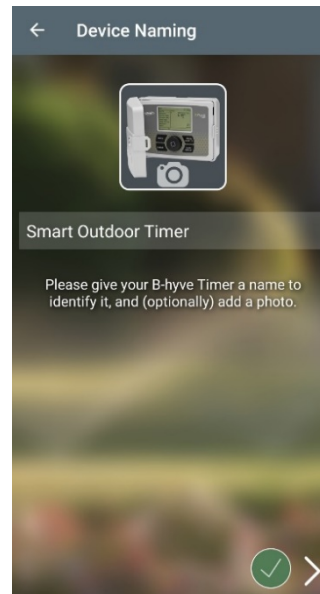 Device Naming
Smart Outdoor Timer
Please give your B-hyve Timer a name to
identify it, and (optionally) add a photo.